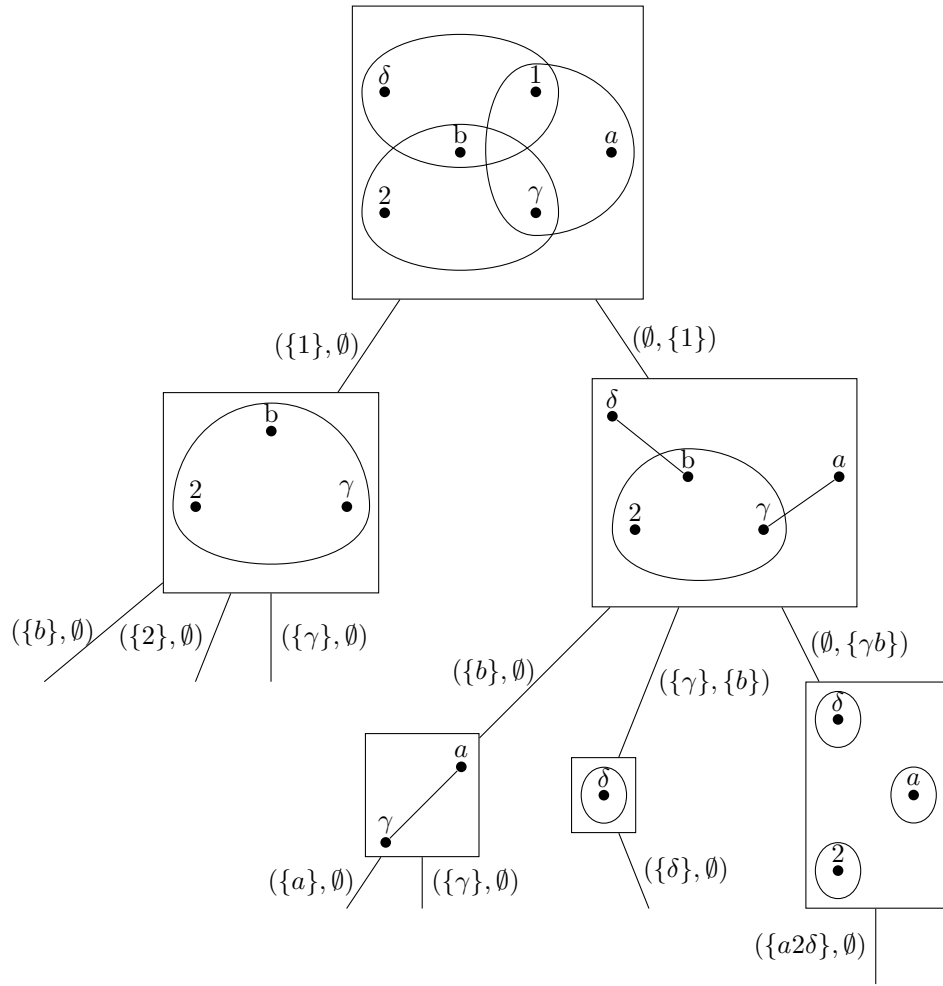 δ 1
b a
2 γ
({1}, ∅) (∅, {1})
b
2 γ
δ
b a
2 γ
({b}, ∅) ({2}, ∅) ({γ}, ∅)
({b}, ∅) ({γ}, {b}) (∅, {γb})
a
γ
δ
δ
a
2
({a}, ∅) ({γ}, ∅) ({δ}, ∅)
({a2δ}, ∅)